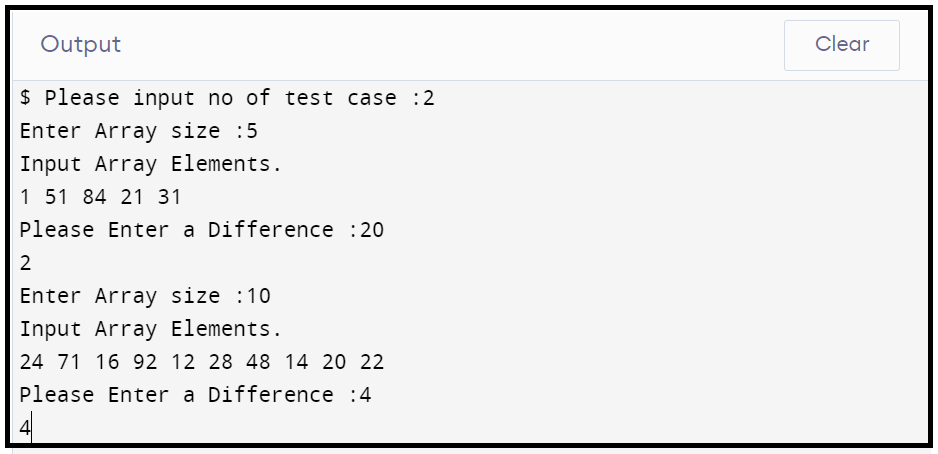 Output
Clear
$ Please input no of test case :2
Enter Array size :5
Input Array Elements.
1 51 84 21 31
Please Enter a Difference :20
2
Enter Array size :10
Input Array Elements.
24 71 16 92 12 28 48 14 20 22
Please Enter a Difference :4
4